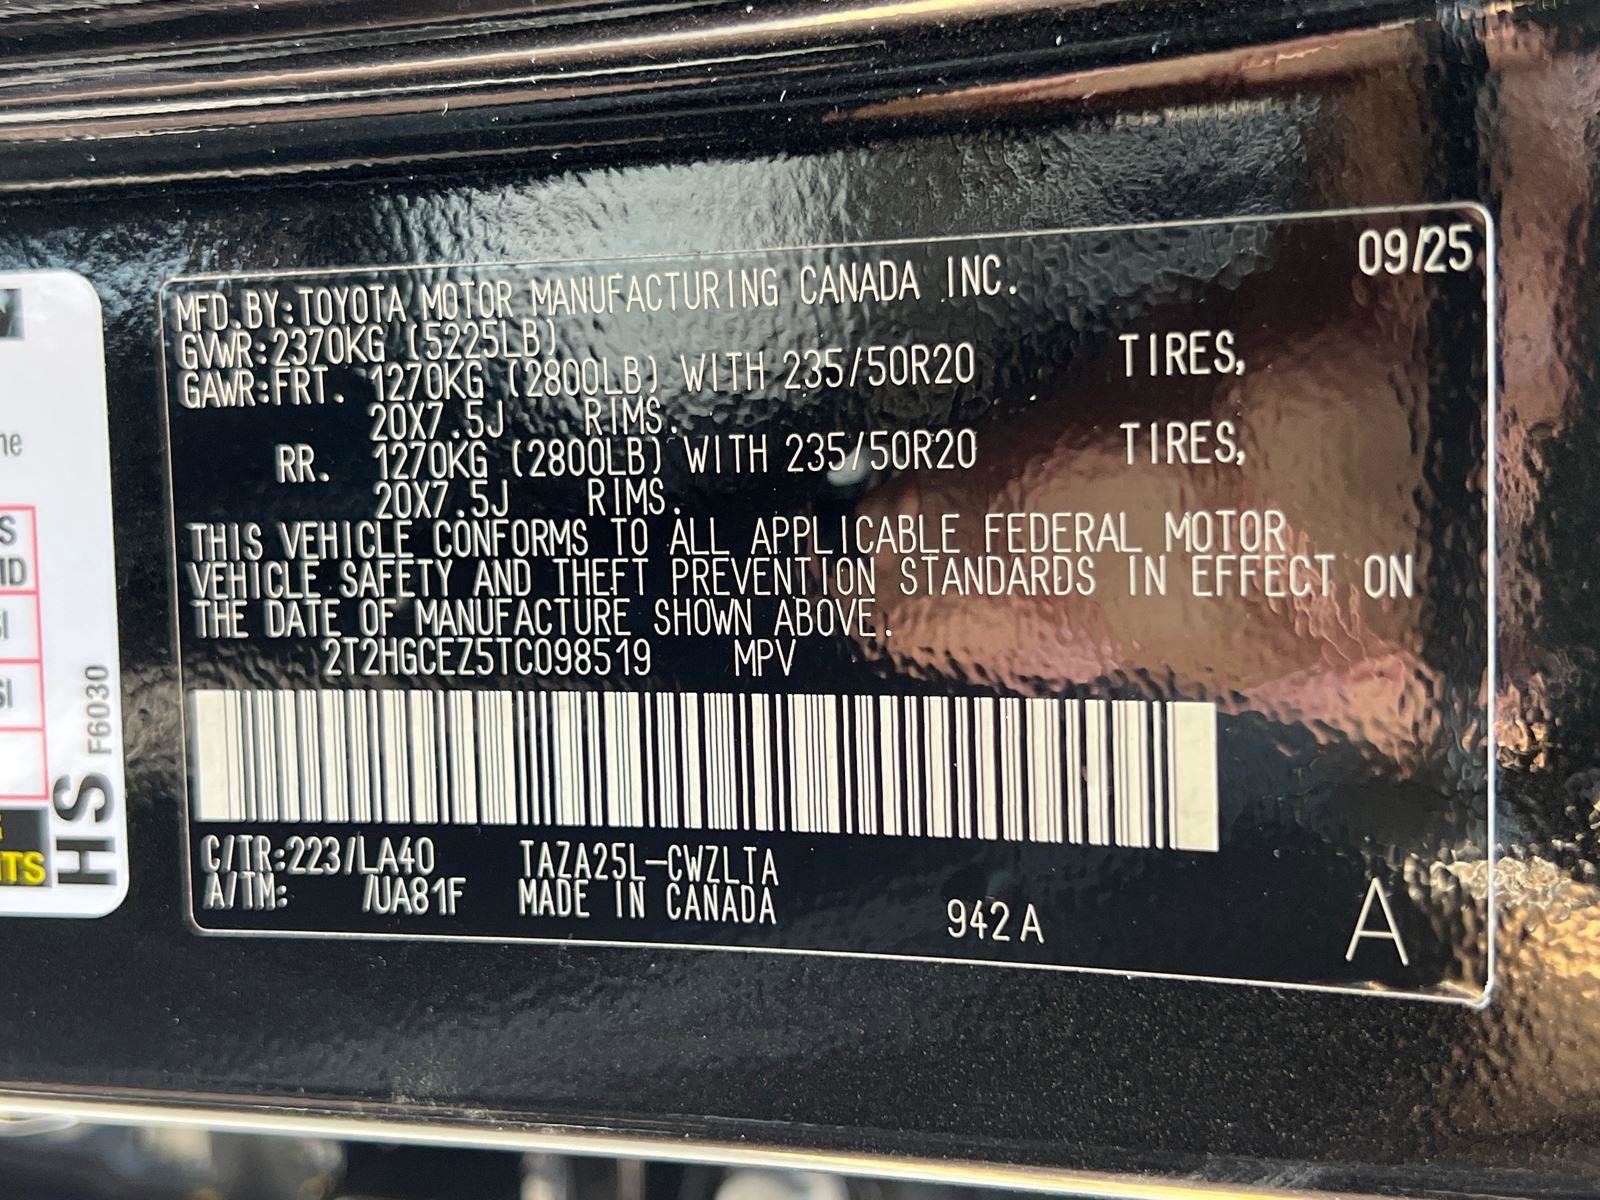 09/25
MFD.BY:TOYOTA MOTOR MANUFACTURING CANADA INC.
GVWR:2370KG (5225LB)
GAWR:FRT. 1270KG (2800LB) WITH 235/50R20 TIRES,
20X7.5J RIMS.
RR. 1270KG (2800LB) WITH 235/50R20 TIRES,
20X7.5J RIMS.
THIS VEHICLE CONFORMS TO ALL APPLICABLE FEDERAL MOTOR
VEHICLE SAFETY AND THEFT PREVENTION STANDARDS IN EFFECT ON
THE DATE OF MANUFACTURE SHOWN ABOVE.
2T2HGCEZ5TC098519 MPV
C/TR:223/LA40 TAZA25L-CWZLTA
A/TM: /UA81F MADE IN CANADA
942A
A
HS
F6030